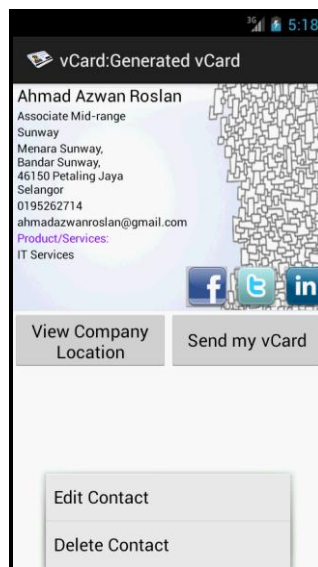 3G 5:18
vCard:Generated vCard
Ahmad Azwan Roslan
Associate Mid-range
Sunway
Menara Sunway,
Bandar Sunway,
46150 Petaling Jaya
Selangor
0195262714
ahmadazwanroslan@gmail.com
Product/Services:
IT Services
f t in
View Company
Location
Send my vCard
Edit Contact
Delete Contact